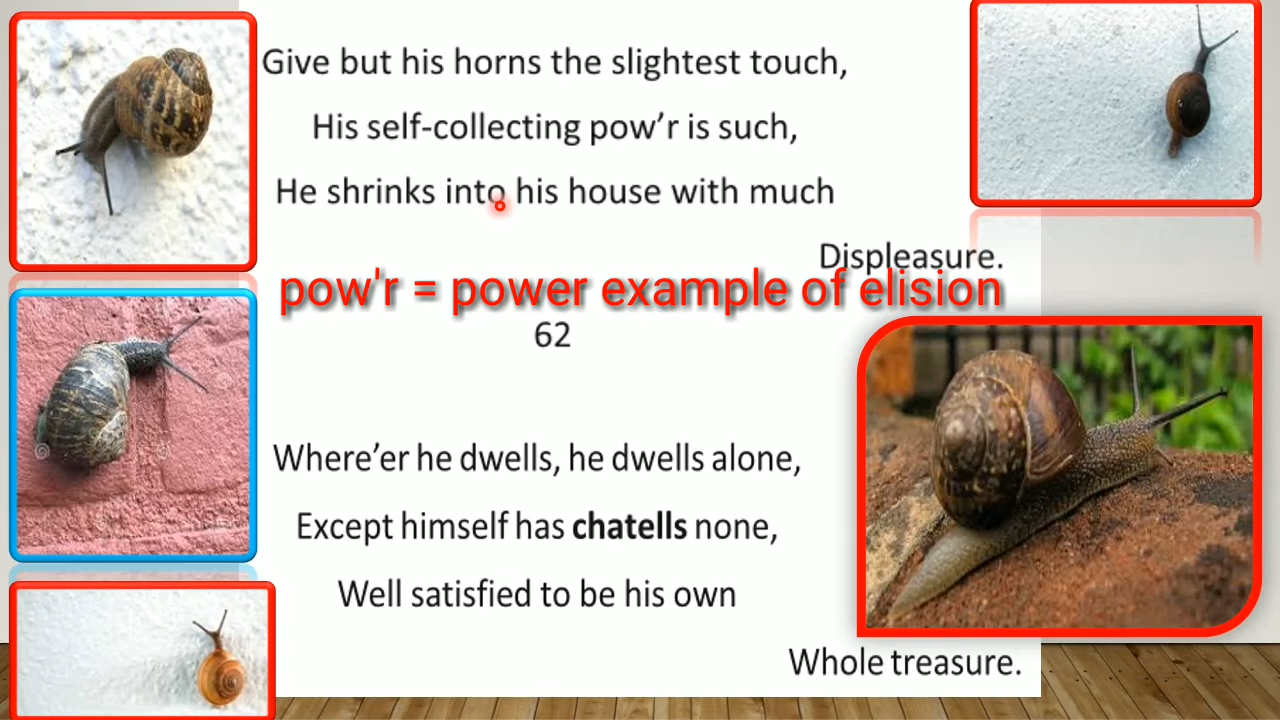 Give but his horns the slightest touch,
His self-collecting pow’r is such,
He shrinks into his house with much
Displeasure.
pow'r = power example of elision
62
Where’er he dwells, he dwells alone,
Except himself has chatells none,
Well satisfied to be his own
Whole treasure.